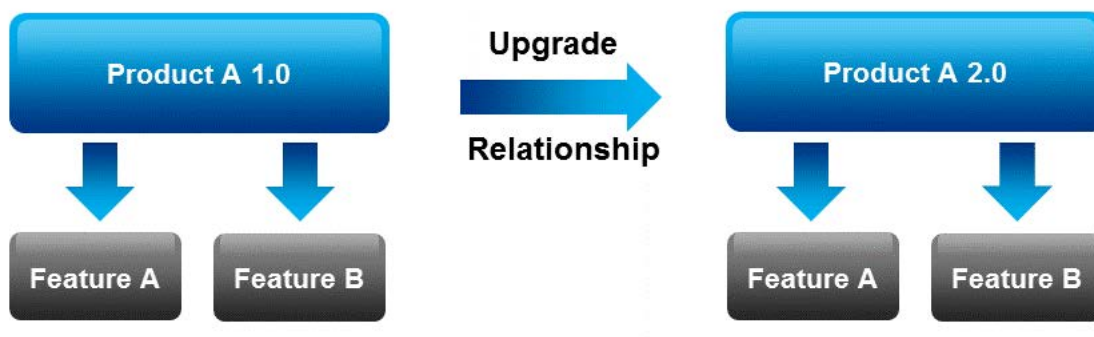 Product A 1.0
Upgrade
Relationship
Product A 2.0
Feature A
Feature B
Feature A
Feature B